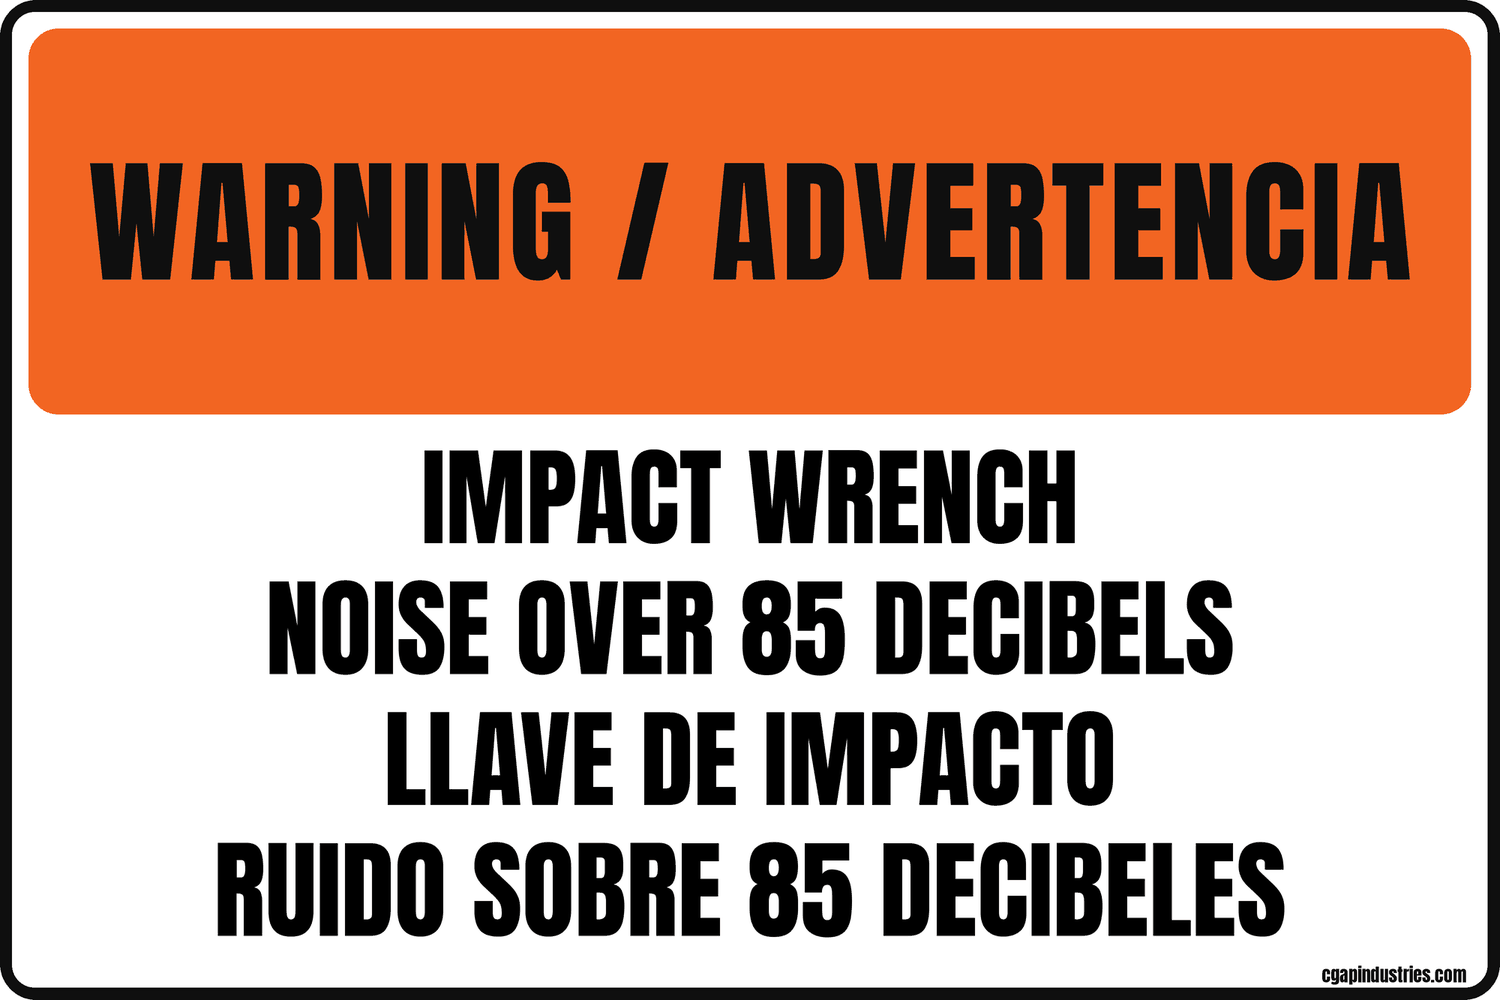 WARNING / ADVERTENCIA
IMPACT WRENCH
NOISE OVER 85 DECIBELS
LLAVE DE IMPACTO
RUIDO SOBRE 85 DECIBELES
cgapindustries.com